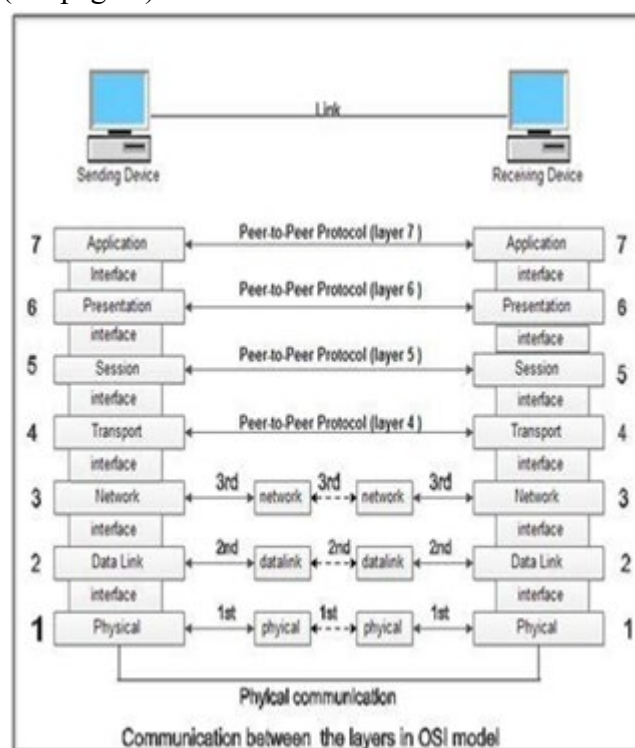 Link
Sending Device Receiving Device
Peer-to-Peer Protocol (layer 7 )
7 Application Application 7
Interface interface
Peer-to-Peer Protocol (layer 6 )
6 Presentation Presentation 6
interface interface
Peer-to-Peer Protocol (layer 5 )
5 Session Session 5
interface interface
Peer-to-Peer Protocol (layer 4 )
4 Transport Transport 4
interface interface
3rd 3rd 3rd
3 Network network network Network 3
interface interface
2nd 2nd 2nd
2 Data Link datalink datalink Data Link 2
interface interface
1st 1st 1st
1 Physical phyical phyical Phyical 1
Phyical communication
Communication between the layers in OSI model